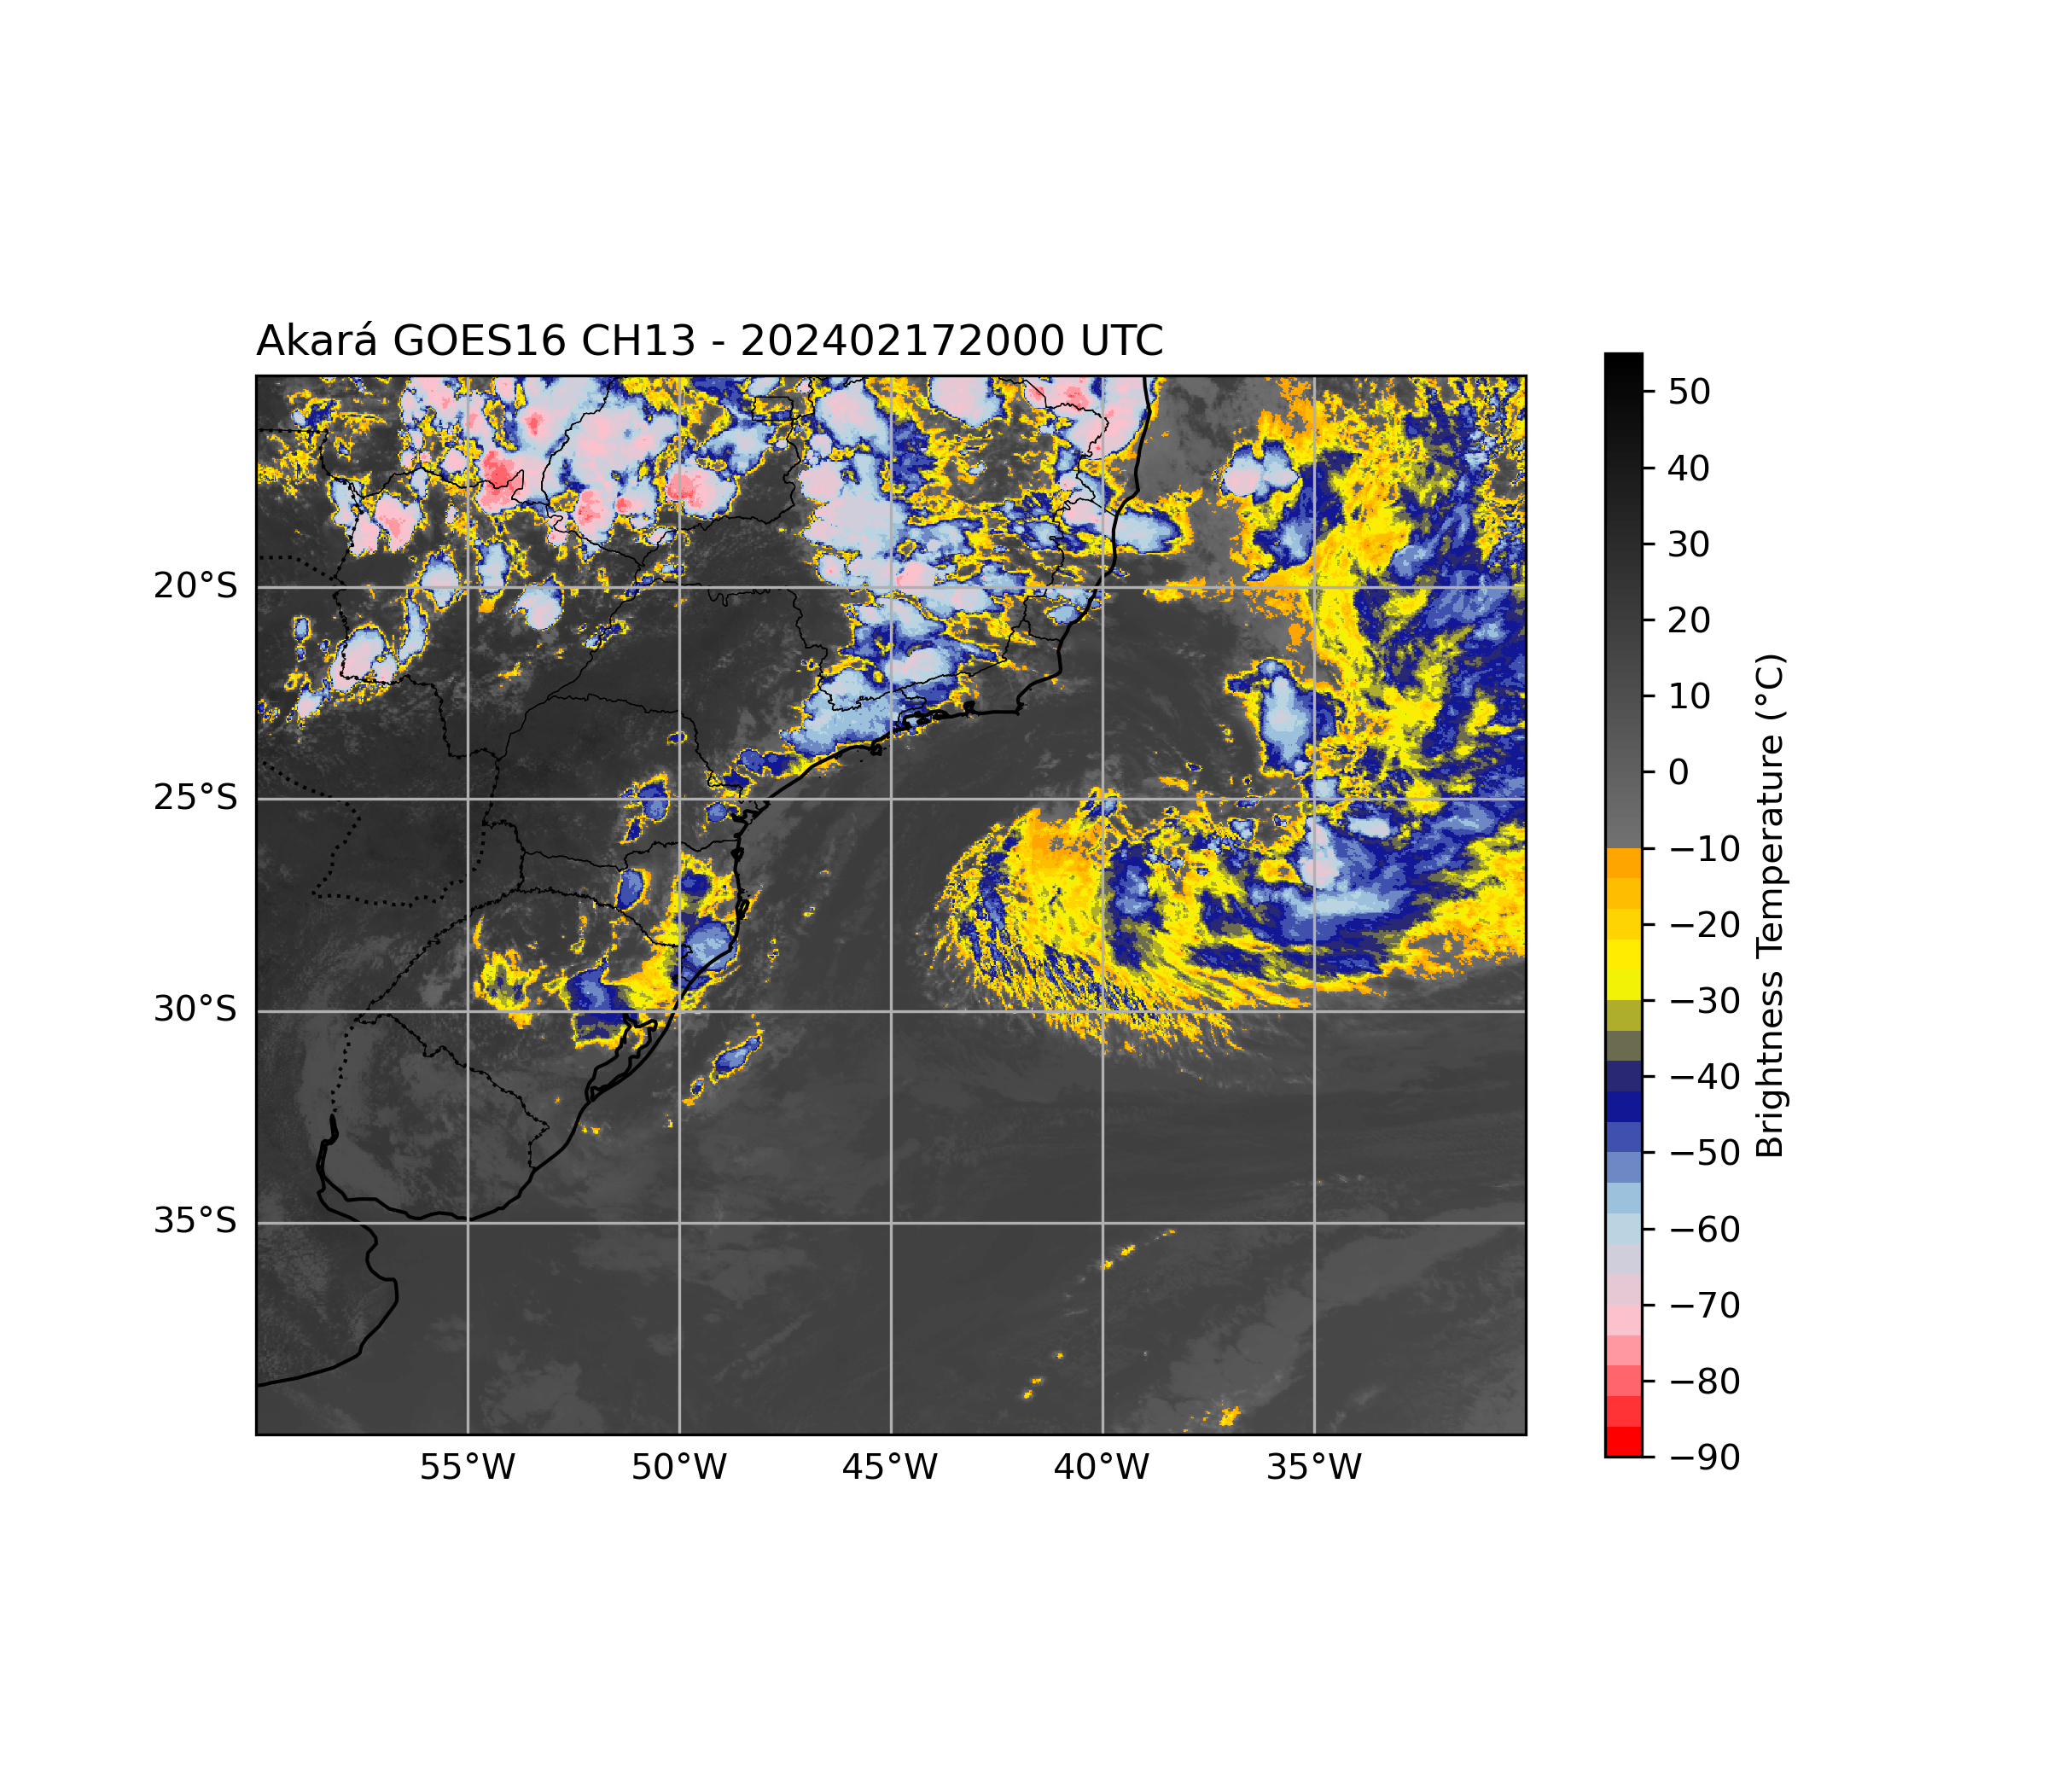 Akará GOES16 CH13 - 202402172000 UTC
20°S
25°S
30°S
35°S
55°W
50°W
45°W
40°W
35°W
50
40
30
20
10
0
−10
−20
−30
−40
−50
−60
−70
−80
−90
Brightness Temperature (°C)